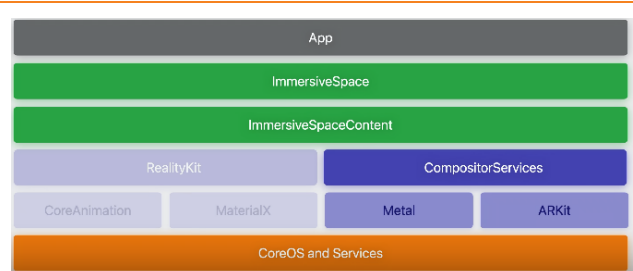 App
ImmersiveSpace
ImmersiveSpaceContent
RealityKit CompositorServices
CoreAnimation MaterialX Metal ARKit
CoreOS and Services